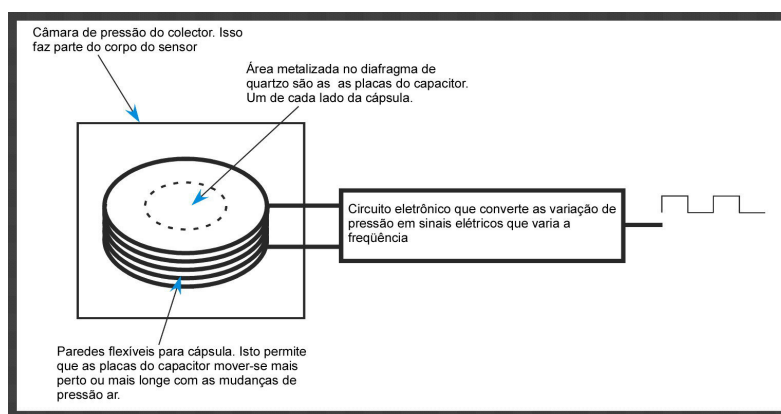 Câmara de pressão do colector. Isso
faz parte do corpo do sensor
Área metalizada no diafragma de
quartzo são as as placas do capacitor.
Um de cada lado da cápsula.
Circuito eletrônico que converte as variação de
pressão em sinais elétricos que varia a
freqüência
Paredes flexíveis para cápsula. Isto permite
que as placas do capacitor mover-se mais
perto ou mais longe com as mudanças de
pressão ar.